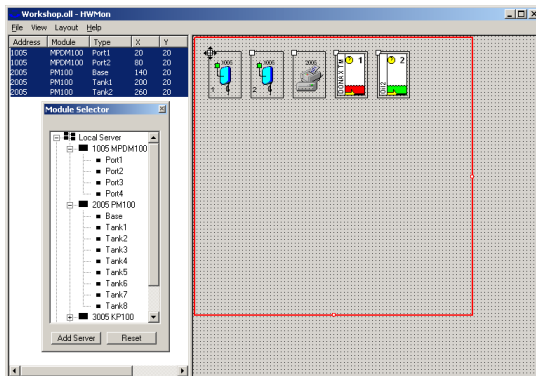 Workshop.oll - HWMon
File View Layout Help
Address Module Type X Y
1005 MPDM100 Port1 20 20
1005 MPDM100 Port2 80 20
2005 PM100 Base 140 20
2005 PM100 Tank1 200 20
2005 PM100 Tank2 260 20
Module Selector
Local Server
1005 MPDM100
Port1
Port2
Port3
Port4
2005 PM100
Base
Tank1
Tank2
Tank3
Tank4
Tank5
Tank6
Tank7
Tank8
3005 KP100
Add Server Reset
1005
1
1005
2
2005
1
2